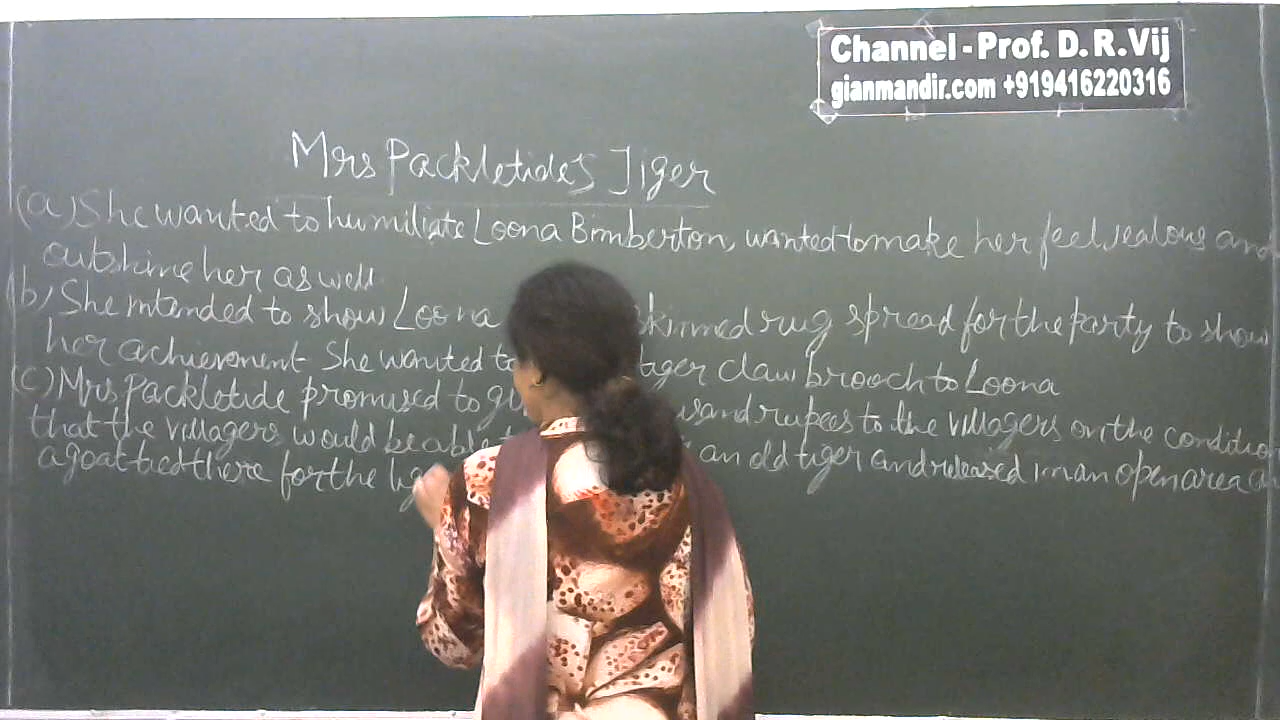 Channel - Prof. D. R. Vij
gianmandir.com +919416220316
Mrs Packletide's Tiger
(a) She wanted to humiliate Loona Bimberton, wanted to make her feel jealous and
outshine her as well.
(b) She intended to show Loona skinned rug spread for the party to show
her achievement She wanted to tiger claw brooch to Loona
(c) Mrs Packletide promised to rupees to the villagers on the condition
that the villagers would be able an old tiger and released in an open area
a goat tied there for the